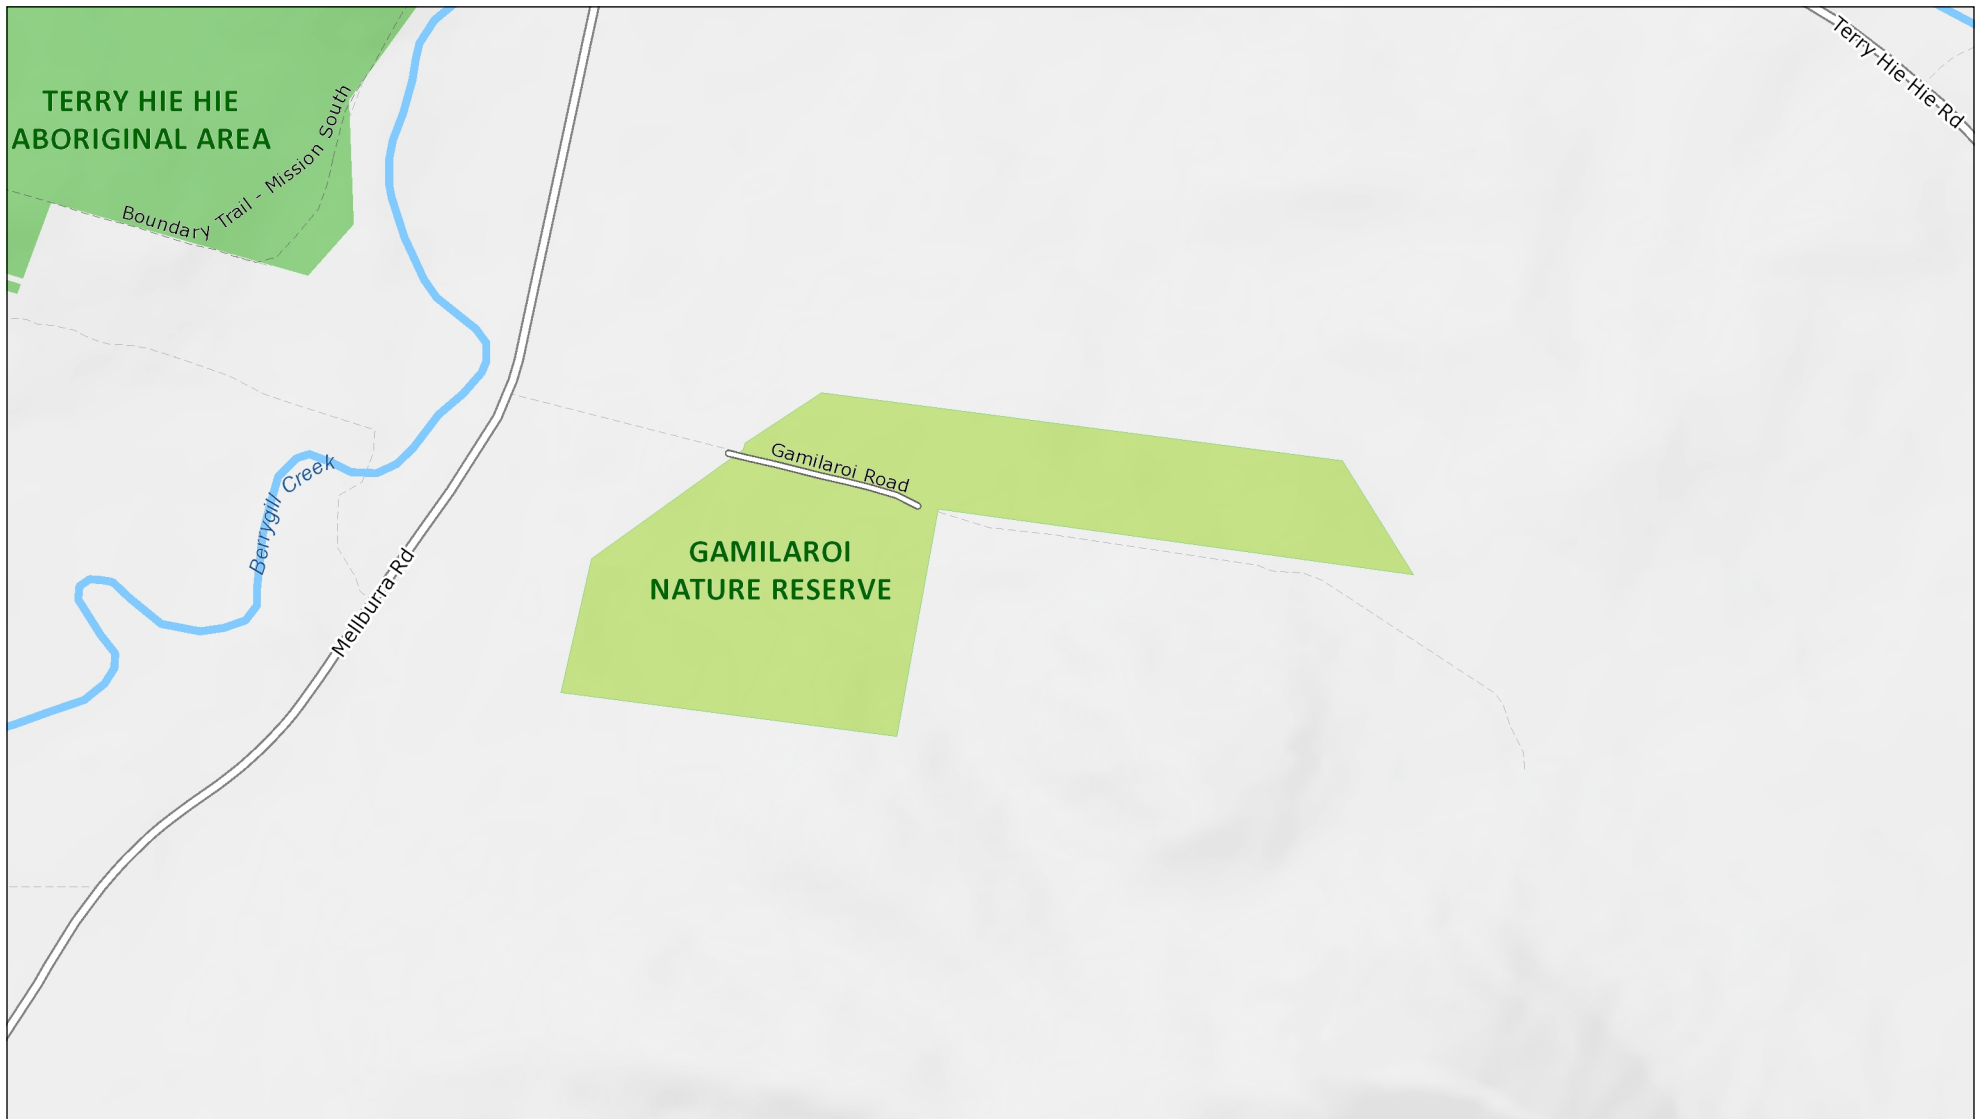 TERRY HIE HIE
ABORIGINAL AREA
Boundary Trail - Mission South
Terry-Hie-Hie-Rd
Gamilaroi Road
Berrygill Creek
GAMILAROI
NATURE RESERVE
Mellburra-Rd